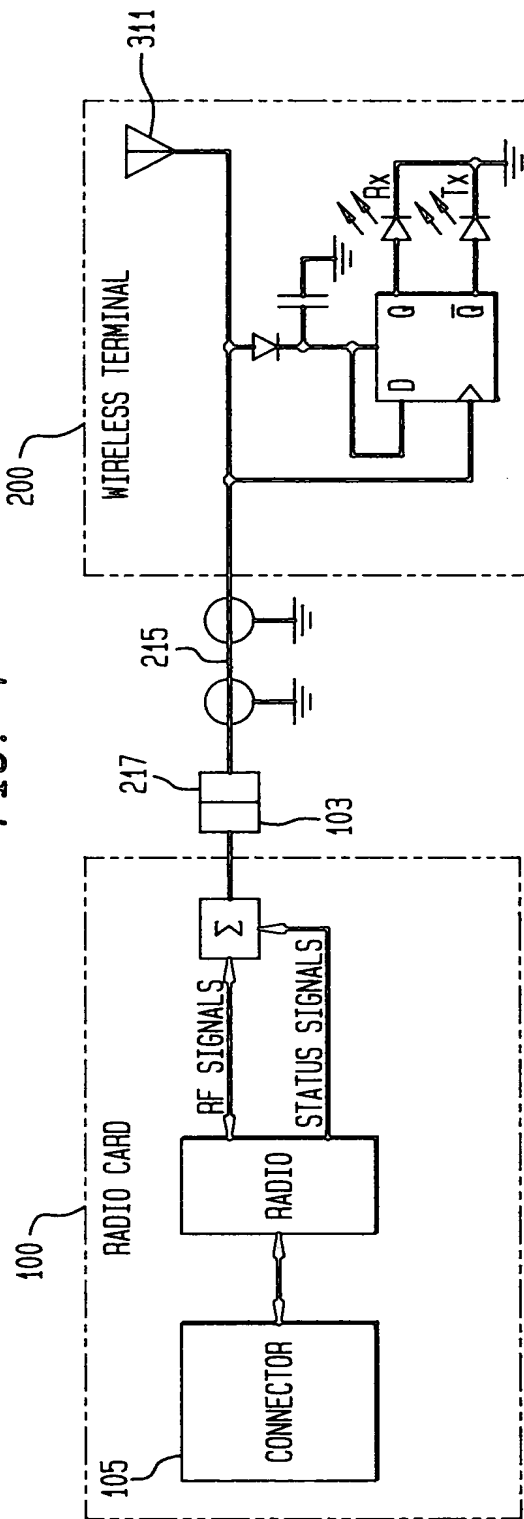 FIG.
200
WIRELESS TERMINAL
311
100
RADIO CARD
217
215
103
RF SIGNALS
Σ
STATUS SIGNALS
105
CONNECTOR
RADIO
D
Q
Q̅
Rx
Tx